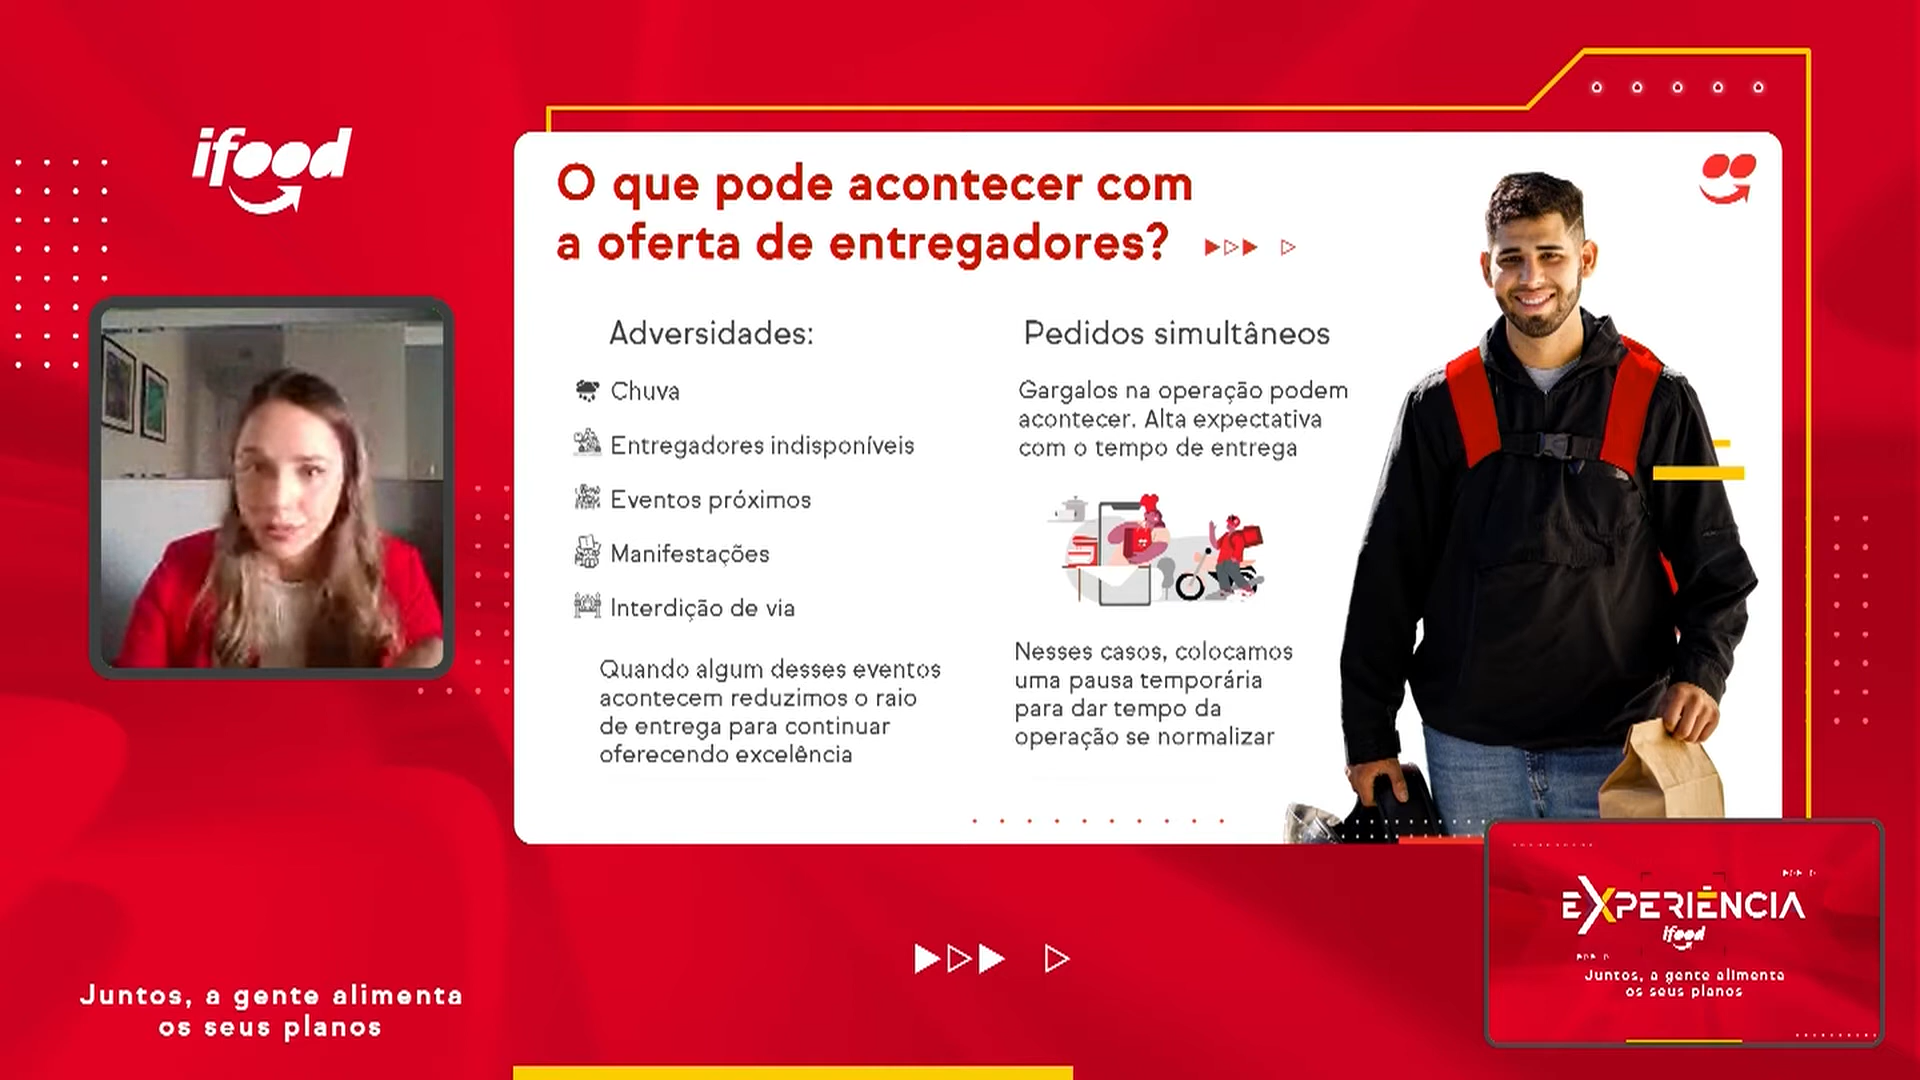 ifood
O que pode acontecer com
a oferta de entregadores?
Adversidades:
Chuva
Entregadores indisponíveis
Eventos próximos
Manifestações
Interdição de via
Quando algum desses eventos
acontecem reduzimos o raio
de entrega para continuar
oferecendo excelência
Pedidos simultâneos
Gargalos na operação podem
acontecer. Alta expectativa
com o tempo de entrega
Nesses casos, colocamos
uma pausa temporária
para dar tempo da
operação se normalizar
Juntos, a gente alimenta
os seus planos
EXPERIÊNCIA
ifood
Juntos, a gente alimenta
os seus planos